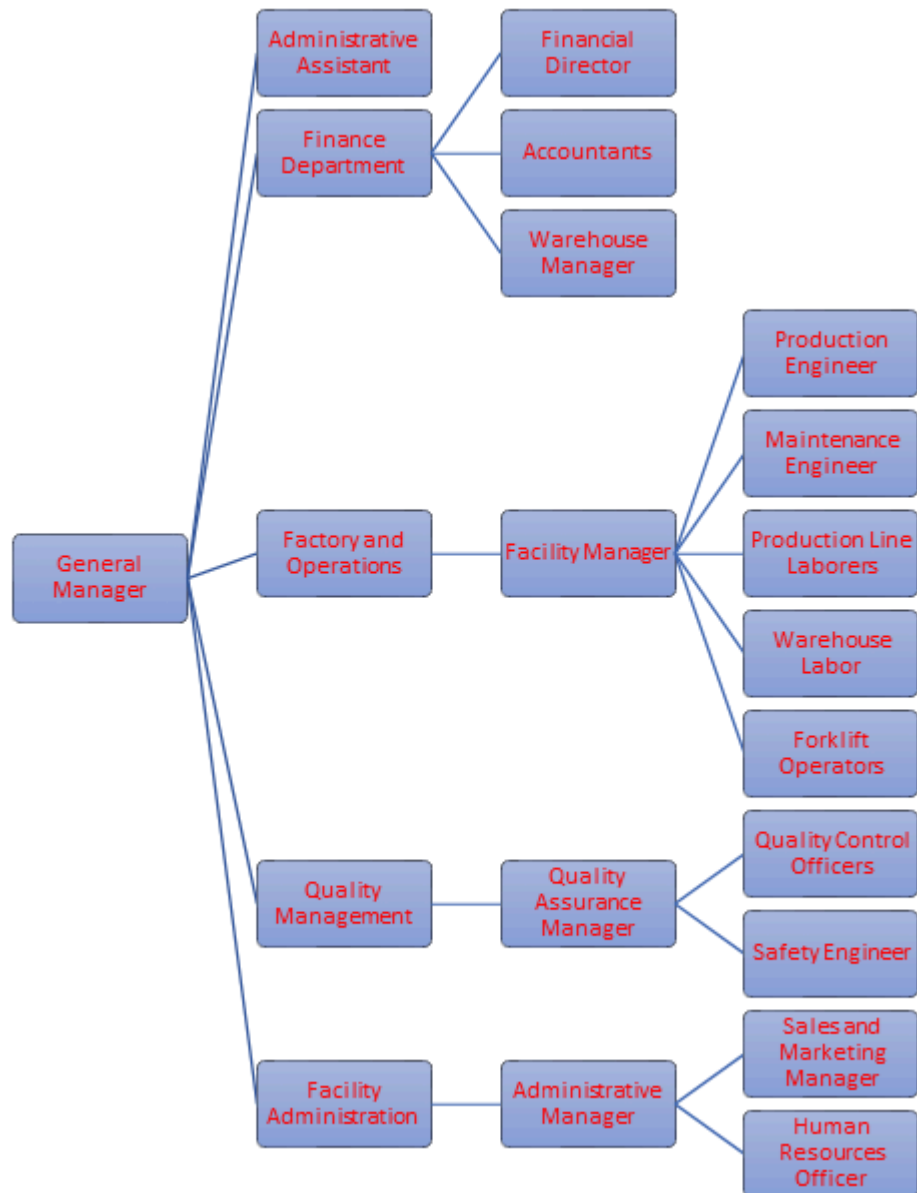 Administrative
Assistant
Financial
Director
Finance
Department
Accountants
Warehouse
Manager
Production
Engineer
Maintenance
Engineer
General
Manager
Factory and
Operations
Facility Manager
Production Line
Laborers
Warehouse
Labor
Forklift
Operators
Quality
Management
Quality
Assurance
Manager
Quality Control
Officers
Safety Engineer
Facility
Administration
Administrative
Manager
Sales and
Marketing
Manager
Human
Resources
Officer